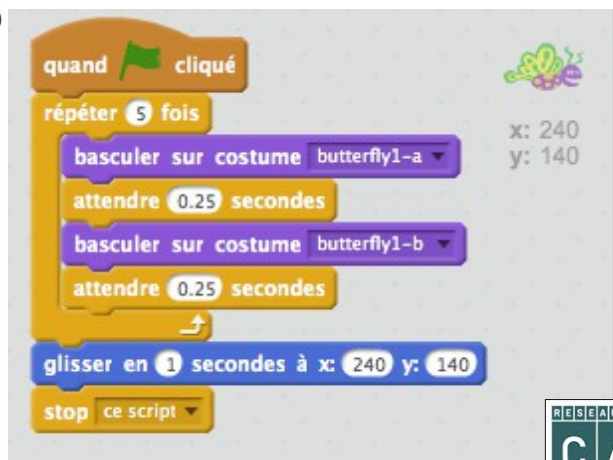 quand cliqué
répéter 5 fois
basculer sur costume butterfly1-a
attendre 0.25 secondes
basculer sur costume butterfly1-b
attendre 0.25 secondes
glisser en 1 secondes à x: 240 y: 140
stop ce script
x: 240
y: 140